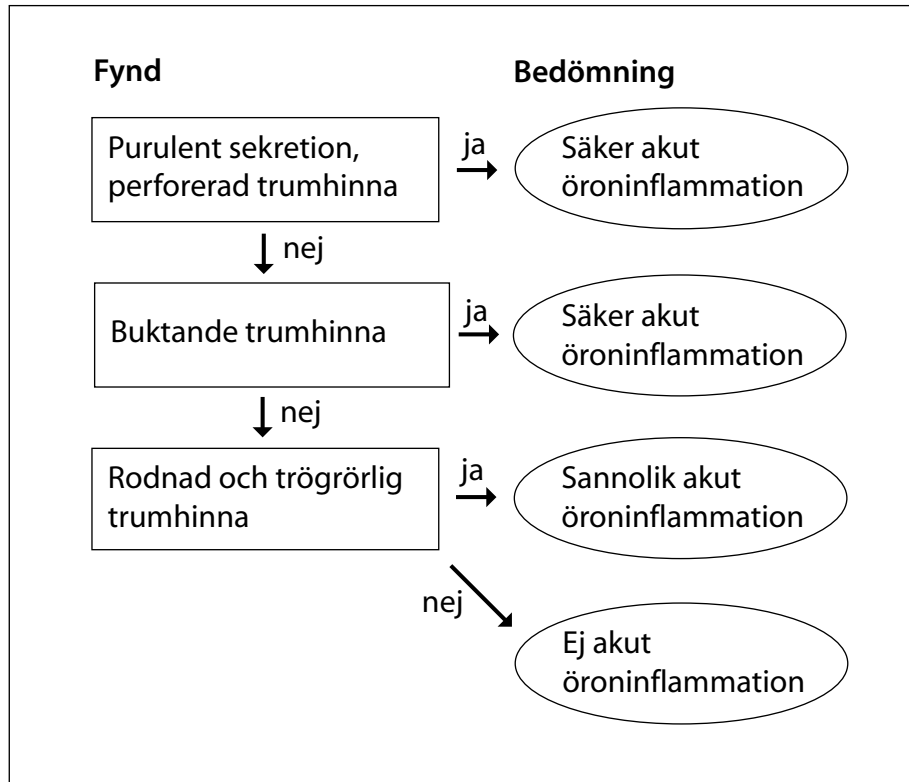 Fynd
Bedömning
Purulent sekretion,
perforerad trumhinna
ja
Säker akut
öroninflammation
nej
Buktande trumhinna
ja
Säker akut
öroninflammation
nej
Rodnad och trögrörlig
trumhinna
ja
Sannolik akut
öroninflammation
nej
Ej akut
öroninflammation